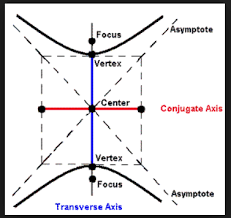 Focus
Asymptote
Vertex
Center
Conjugate Axis
Vertex
Focus
Asymptote
Transverse Axis